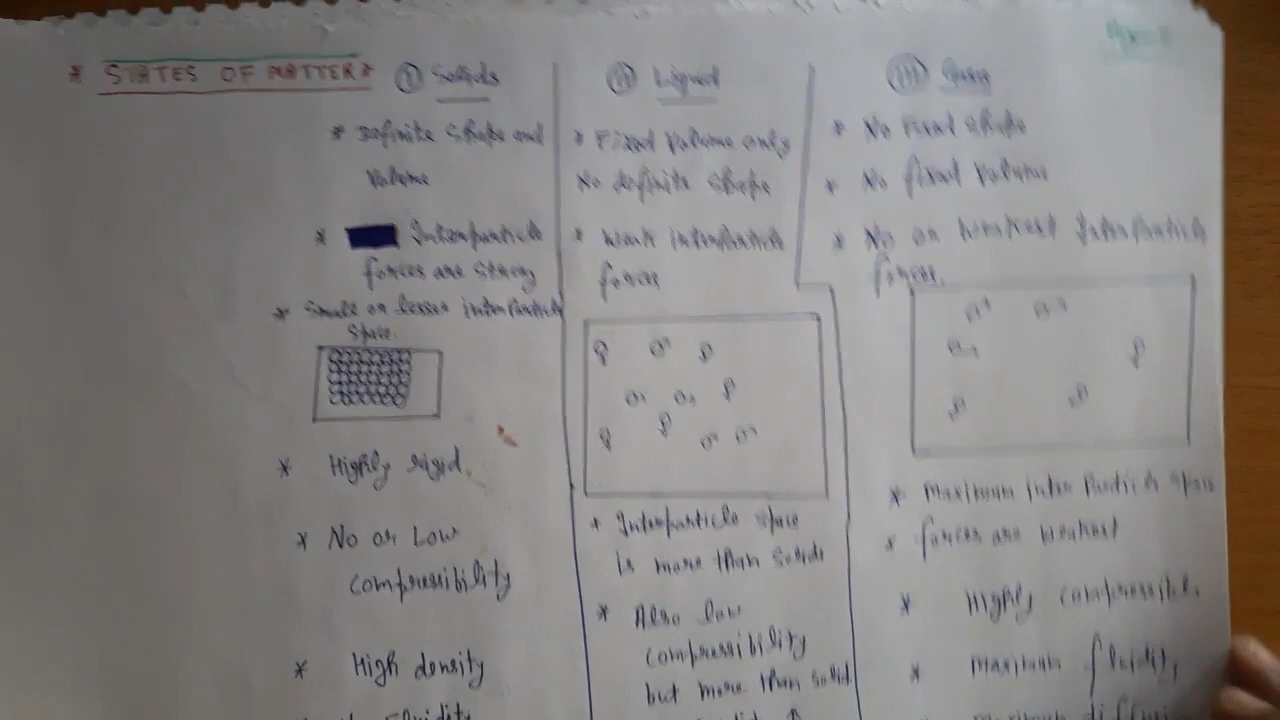 * STATES OF MATTER*
I Solids
* Definite shape and
Volume
* Interparticle
forces are strong
* Small or lesser interparticle
space.
* Highly rigid.
* No or Low
compressibility
* High density
fluidity
II Liquid
* Fixed Volume only
No definite shape
* Weak interparticle
forces
* Interparticle space
is more than solids
* Also low
compressibility
but more than solid.
III Gases
* No fixed shape
* No fixed volume
* No or weakest Interparticle
forces.
* Maximum inter particle space
* forces are weakest
* Highly compressible.
* maximum fluidity,
maximum